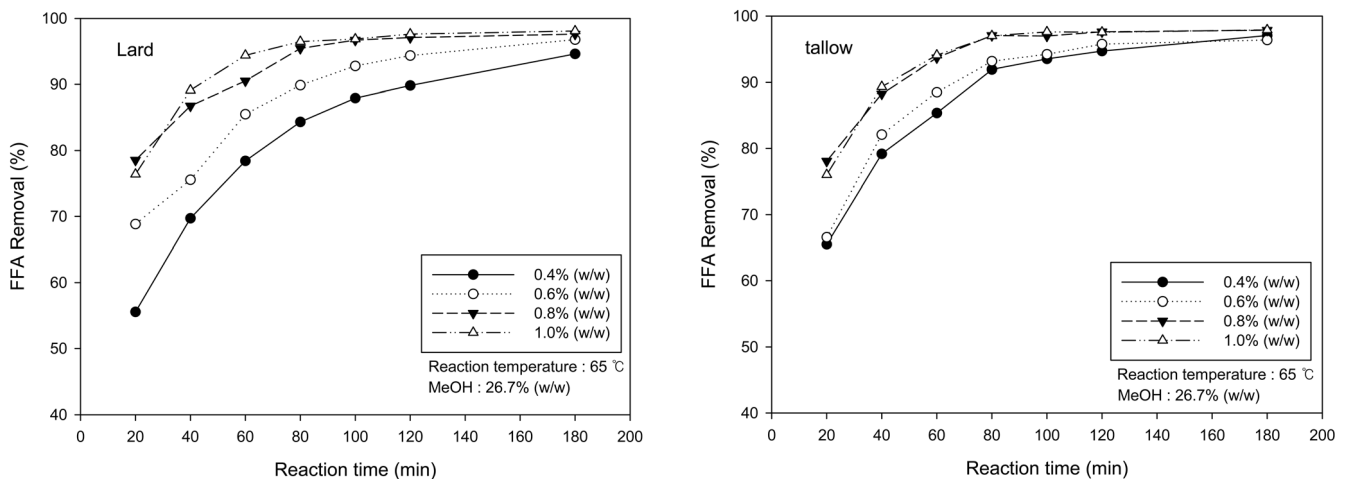 Lard
FFA Removal (%)
100
90
80
70
60
50
40
0 20 40 60 80 100 120 140 160 180 200
Reaction time (min)
0.4% (w/w)
0.6% (w/w)
0.8% (w/w)
1.0% (w/w)
Reaction temperature : 65 ℃
MeOH : 26.7% (w/w)
tallow
FFA Removal (%)
100
90
80
70
60
50
40
0 20 40 60 80 100 120 140 160 180 200
Reaction time (min)
0.4% (w/w)
0.6% (w/w)
0.8% (w/w)
1.0% (w/w)
Reaction temperature : 65 ℃
MeOH : 26.7% (w/w)